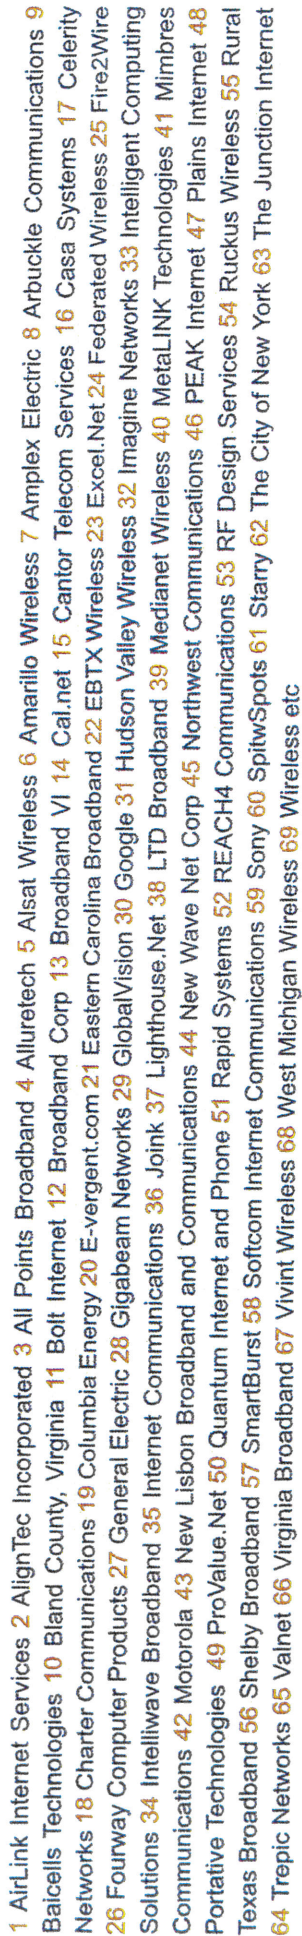 1 AirLink Internet Services 2 AlignTec Incorporated 3 All Points Broadband 4 Alluretech 5 Alsat Wireless 6 Amarillo Wireless 7 Amplex Electric 8 Arbuckle Communications 9
Baicells Technologies 10 Bland County, Virginia 11 Bolt Internet 12 Broadband Corp 13 Broadband VI 14 Cal.net 15 Cantor Telecom Services 16 Casa Systems 17 Celerity
Networks 18 Charter Communications 19 Columbia Energy 20 E-vergent.com 21 Eastern Carolina Broadband 22 EBTX Wireless 23 Excel.Net 24 Federated Wireless 25 Fire2Wire
26 Fourway Computer Products 27 General Electric 28 Gigabeam Networks 29 GlobalVision 30 Google 31 Hudson Valley Wireless 32 Imagine Networks 33 Intelligent Computing
Solutions 34 Intelliwave Broadband 35 Internet Communications 36 Joink 37 Lighthouse.Net 38 LTD Broadband 39 Medianet Wireless 40 MetaLINK Technologies 41 Mimbres
Communications 42 Motorola 43 New Lisbon Broadband and Communications 44 New Wave Net Corp 45 Northwest Communications 46 PEAK Internet 47 Plains Internet 48
Portative Technologies 49 ProValue.Net 50 Quantum Internet and Phone 51 Rapid Systems 52 REACH4 Communications 53 RF Design Services 54 Ruckus Wireless 55 Rural
Texas Broadband 56 Shelby Broadband 57 SmartBurst 58 Softcom Internet Communications 59 Sony 60 SpitwSpots 61 Starry 62 The City of New York 63 The Junction Internet
64 Trepic Networks 65 Valnet 66 Virginia Broadband 67 Vivint Wireless 68 West Michigan Wireless 69 Wireless etc